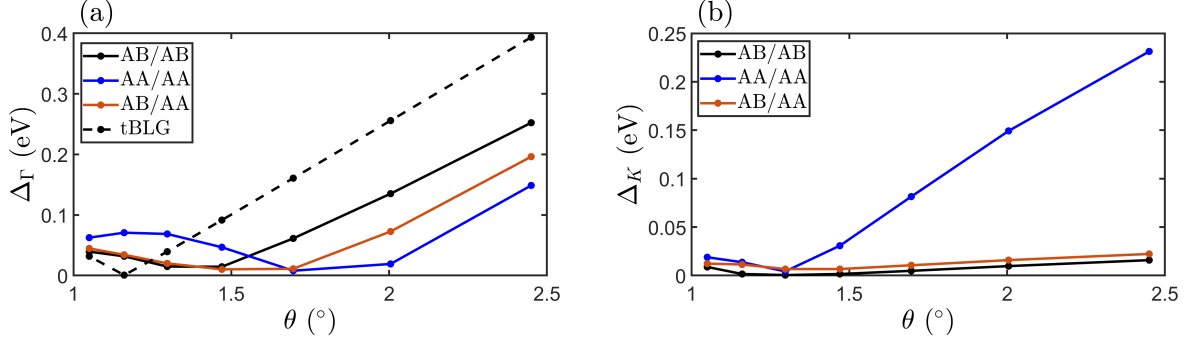 (a)
0.4
0.3
0.2
0.1
0
Δ_Γ (eV)
AB/AB
AA/AA
AB/AA
tBLG
1
1.5
2
2.5
θ (°)
(b)
0.25
0.2
0.15
0.1
0.05
0
Δ_K (eV)
AB/AB
AA/AA
AB/AA
1
1.5
2
2.5
θ (°)